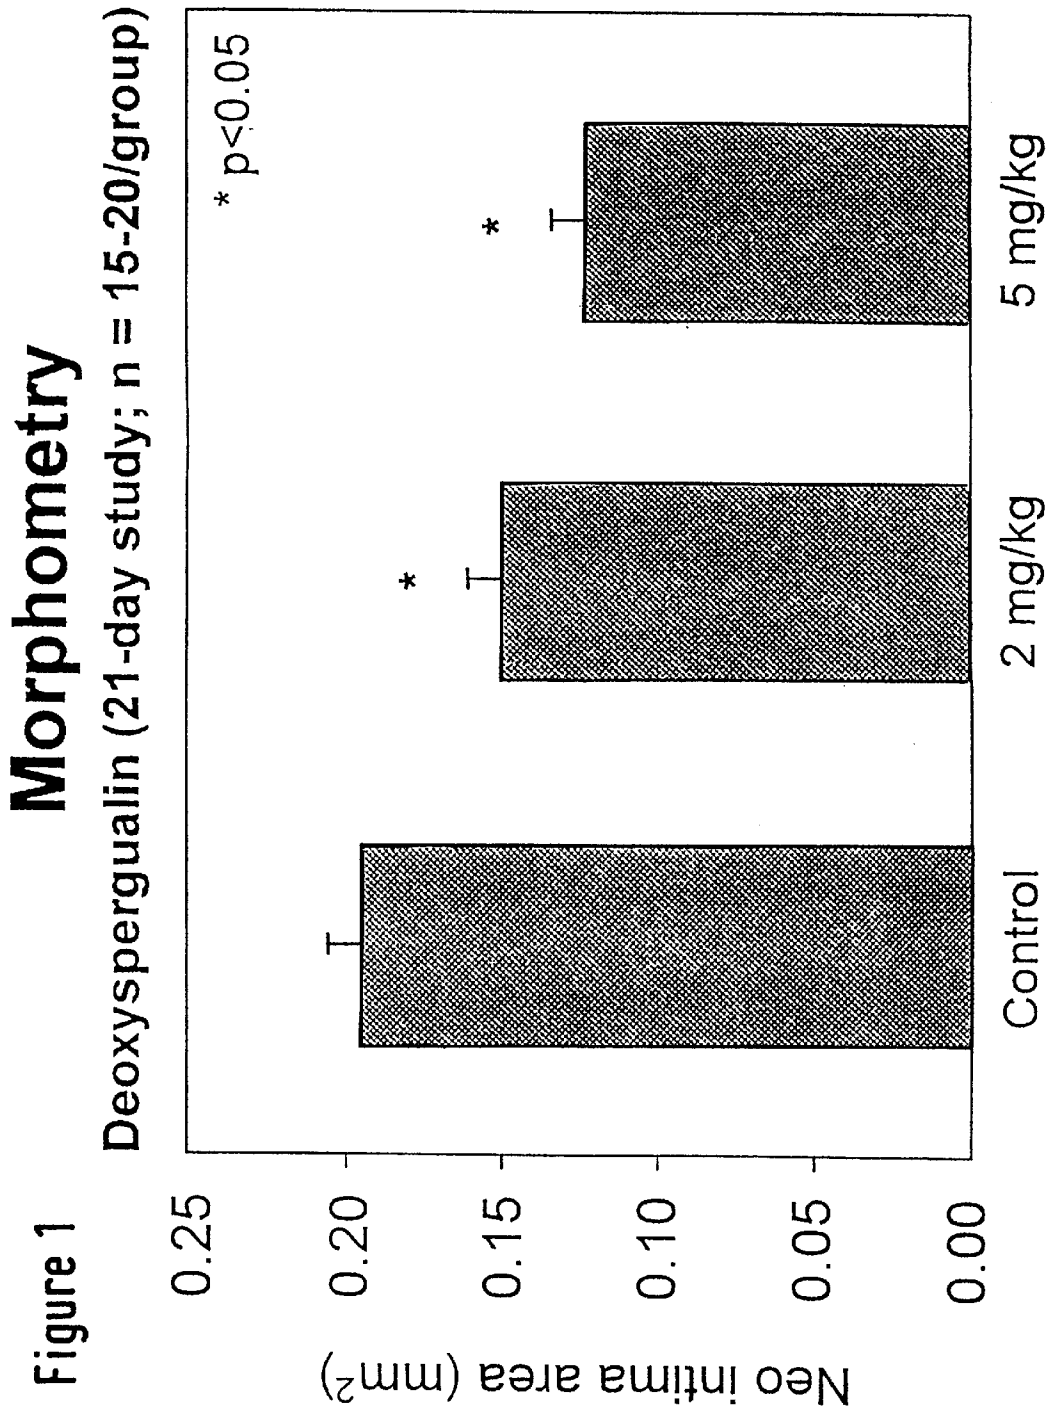 Figure 1
Morphometry
Deoxyspergualin (21-day study; n = 15-20/group)
* p<0.05
Neo intima area (mm²)
0.25
0.20
0.15
0.10
0.05
0.00
*
*
Control
2 mg/kg
5 mg/kg